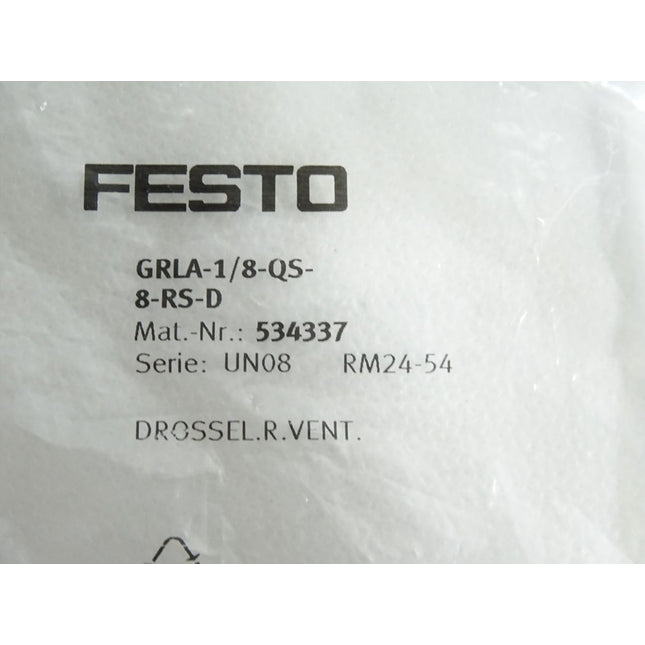 FESTO
GRLA-1/8-QS-
8-RS-D
Mat.-Nr.: 534337
Serie: UN08 RM24-54
DROSSEL.R.VENT.